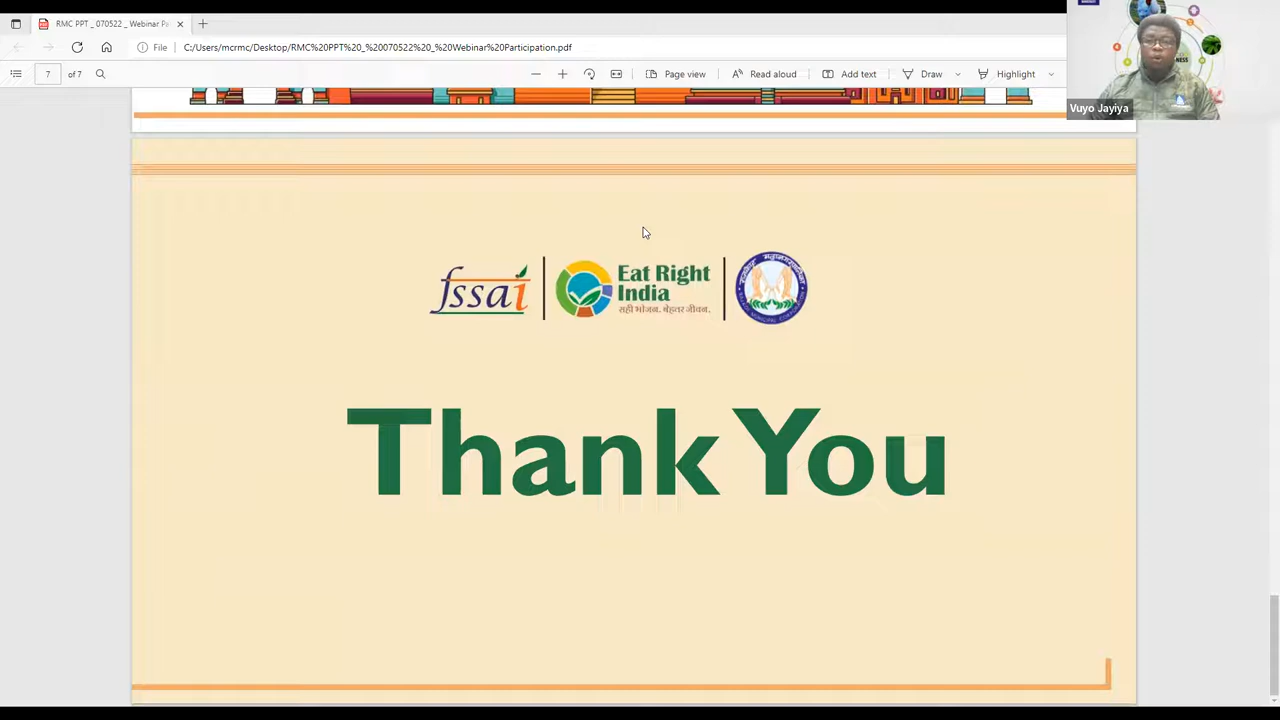 RMC PPT _ 070522 _ Webinar Pa
File
C:/Users/mcrmc/Desktop/RMC%20PPT%20_%20070522%20_%20Webinar%20Participation.pdf
7 of 7
Page view
Read aloud
Add text
Draw
Highlight
Vuyo Jayiya
fssai
Eat Right
India
सही भोजन. बेहतर जीवन.
Thank You